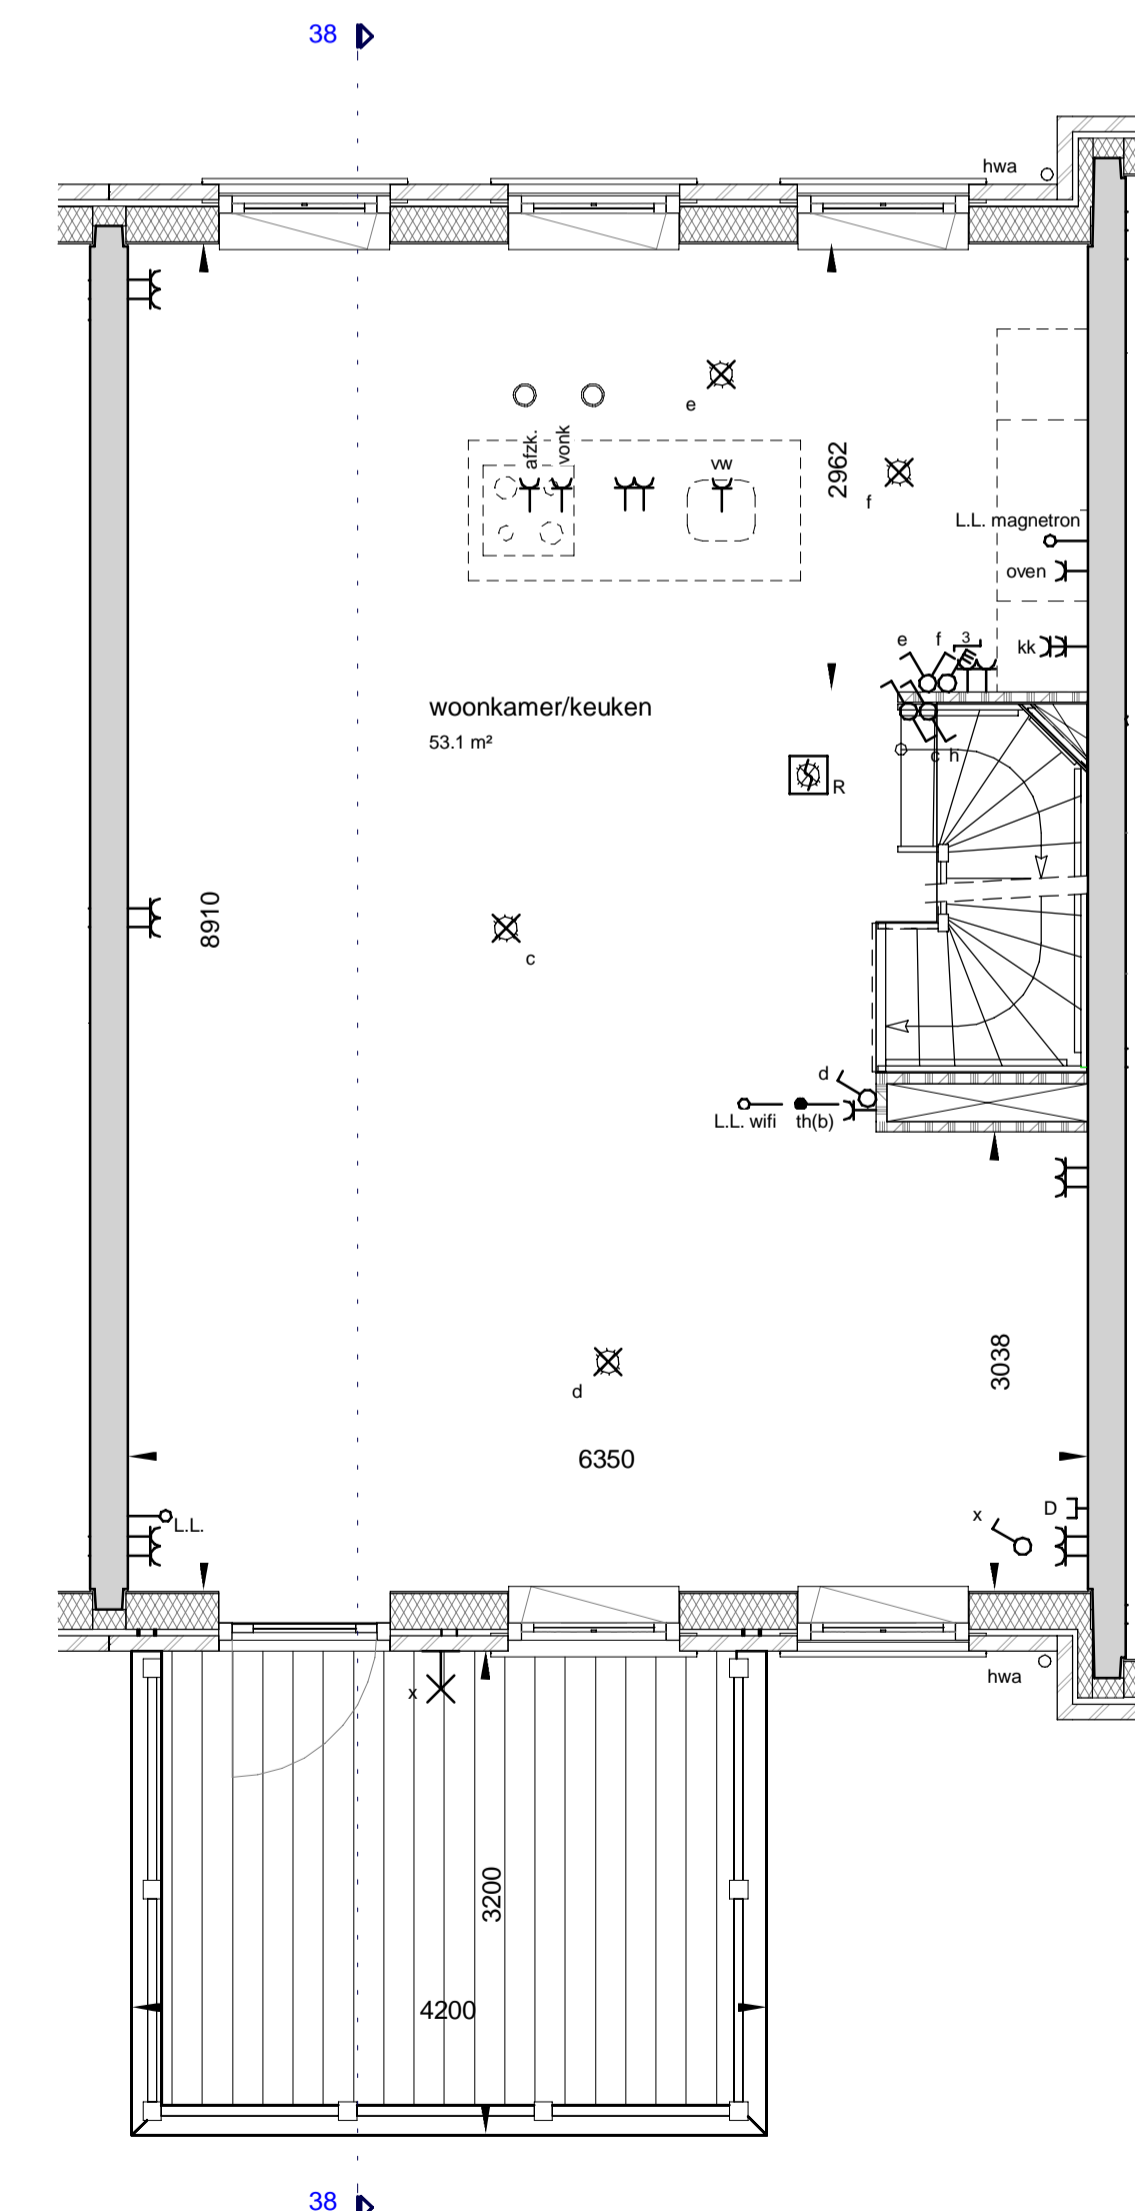 38
hwa
e
afzk.
vonk
vw
2962
f
L.L. magnetron
oven
e
f
3
kk
woonkamer/keuken
53.1 m²
c
h
R
8910
c
d
L.L. wifi
th(b)
3038
d
6350
D
x
L.L.
hwa
x
3200
4200
38